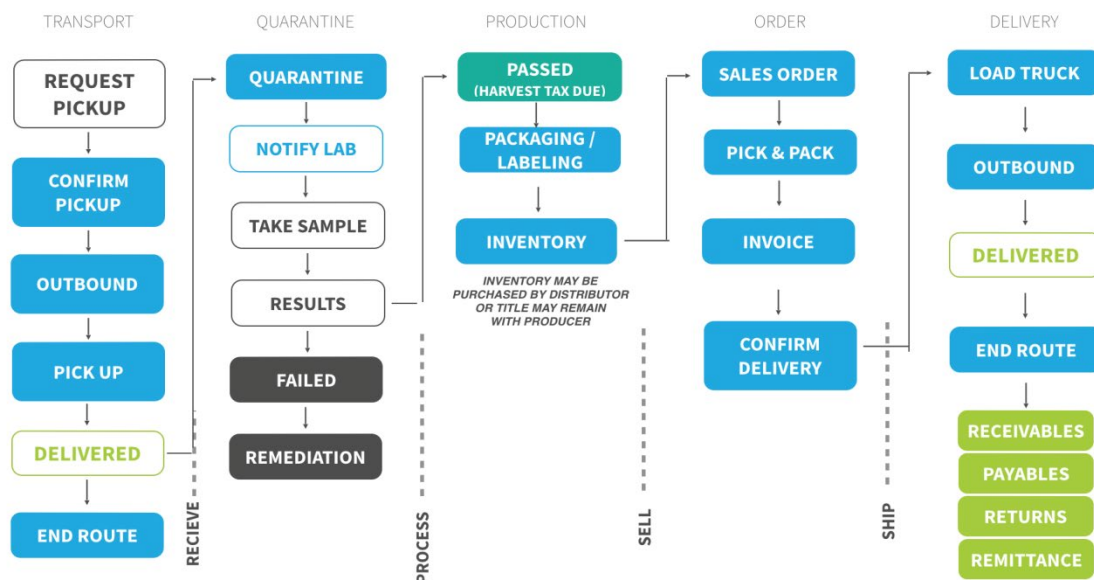 TRANSPORT
REQUEST
PICKUP
CONFIRM
PICKUP
OUTBOUND
PICK UP
DELIVERED
END ROUTE
RECIEVE
QUARANTINE
QUARANTINE
NOTIFY LAB
TAKE SAMPLE
RESULTS
FAILED
REMEDIATION
PROCESS
PRODUCTION
PASSED
(HARVEST TAX DUE)
PACKAGING /
LABELING
INVENTORY
INVENTORY MAY BE
PURCHASED BY DISTRIBUTOR
OR TITLE MAY REMAIN
WITH PRODUCER
SELL
ORDER
SALES ORDER
PICK & PACK
INVOICE
CONFIRM
DELIVERY
SHIP
DELIVERY
LOAD TRUCK
OUTBOUND
DELIVERED
END ROUTE
RECEIVABLES
PAYABLES
RETURNS
REMITTANCE